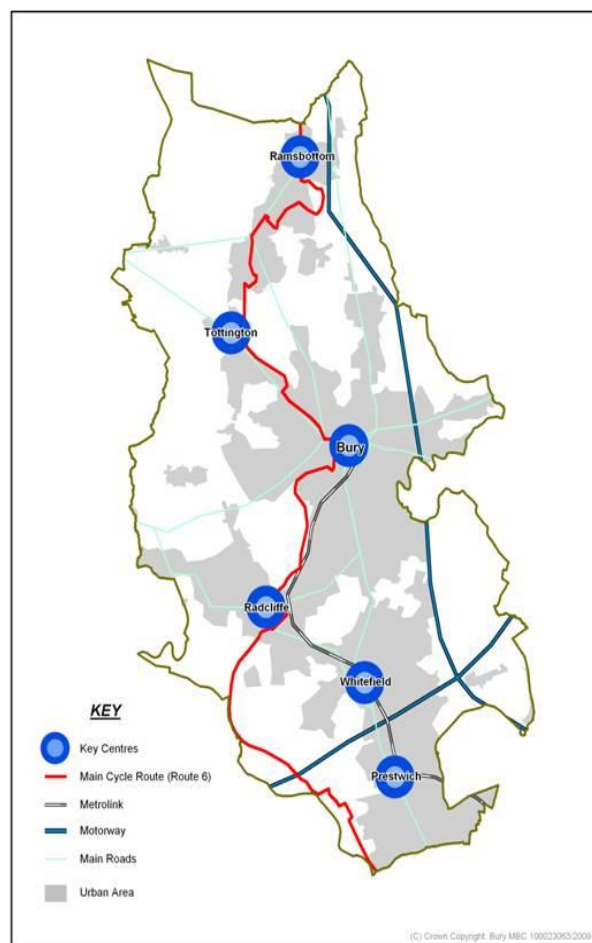 Ramsbottom
Tottington
Bury
Radcliffe
Whitefield
Prestwich
KEY
Key Centres
Main Cycle Route (Route 6)
Metrolink
Motorway
Main Roads
Urban Area
(C) Crown Copyright. Bury MBC 100023063/2009